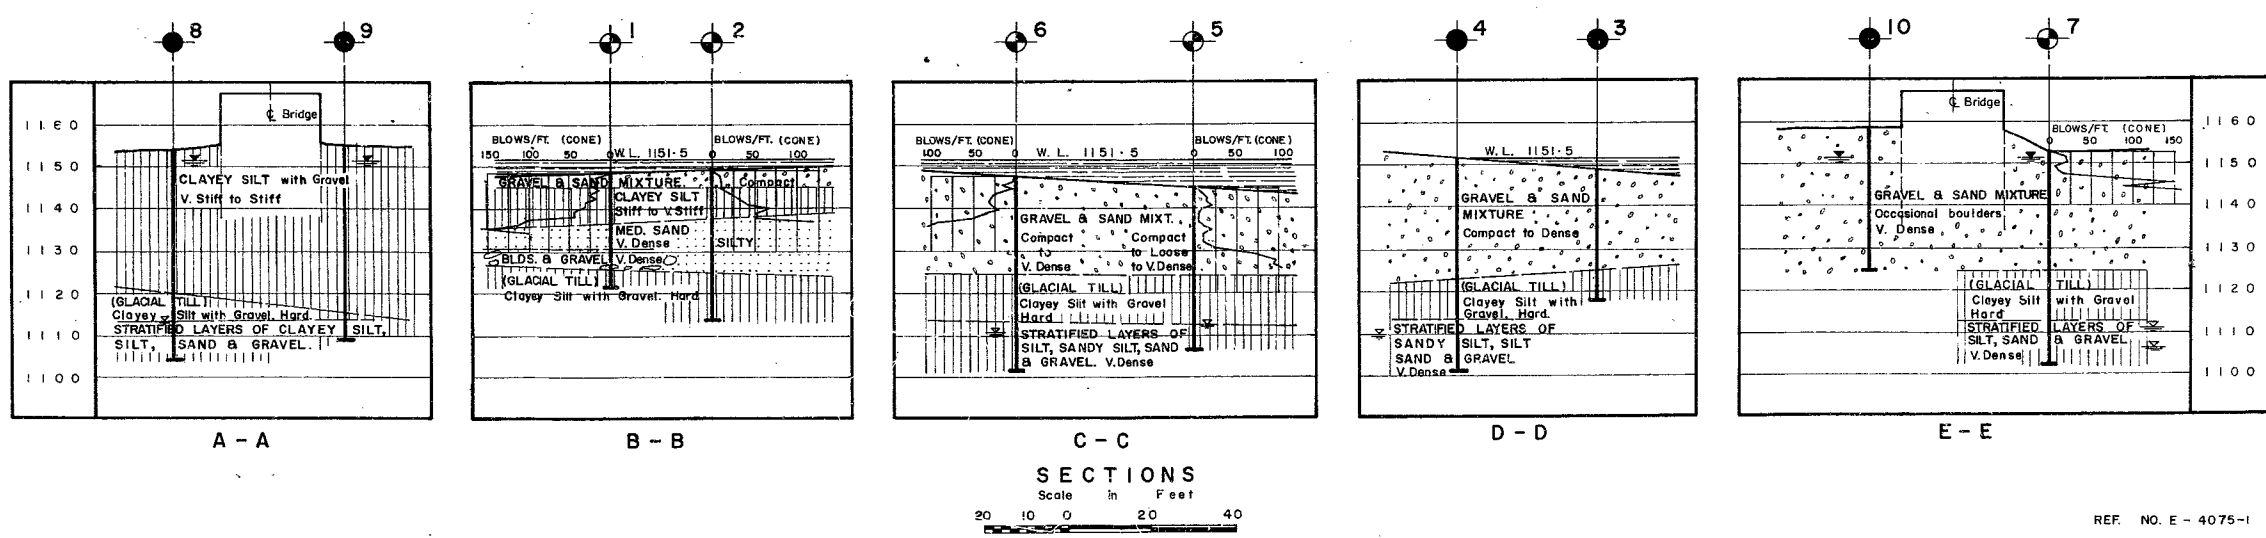 8 9 1 2 6 5 4 3 10 7
1160
1150
1140
1130
1120
1110
1100
℄ Bridge
CLAYEY SILT with Gravel
V. Stiff to Stiff
(GLACIAL TILL)
Clayey Silt with Gravel. Hard.
STRATIFIED LAYERS OF CLAYEY SILT,
SILT, SAND & GRAVEL.
A - A
BLOWS/FT. (CONE) BLOWS/FT. (CONE)
150 100 50 0 W.L. 1151·5 0 50 100
GRAVEL & SAND MIXTURE. Compact
CLAYEY SILT
Stiff to V. Stiff
MED. SAND
V. Dense SILTY
BLDS. & GRAVEL V. Dense
(GLACIAL TILL)
Clayey Silt with Gravel. Hard
B - B
BLOWS/FT. (CONE) BLOWS/FT. (CONE)
100 50 0 W.L. 1151·5 0 50 100
GRAVEL & SAND MIXT.
Compact Compact
to to Loose
V. Dense to V. Dense
(GLACIAL TILL)
Clayey Silt with Gravel
Hard
STRATIFIED LAYERS OF
SILT, SANDY SILT, SAND
& GRAVEL. V. Dense
C - C
W.L. 1151·5
GRAVEL & SAND
MIXTURE
Compact to Dense
(GLACIAL TILL)
Clayey Silt with
Gravel, Hard.
STRATIFIED LAYERS OF
SANDY SILT, SILT
SAND & GRAVEL
V. Dense
D - D
℄ Bridge
BLOWS/FT. (CONE)
0 50 100 150
GRAVEL & SAND MIXTURE
Occasional boulders
V. Dense
(GLACIAL TILL)
Clayey Silt with Gravel
Hard
STRATIFIED LAYERS OF
SILT, SAND & GRAVEL
V. Dense
E - E
1160
1150
1140
1130
1120
1110
1100
SECTIONS
Scale in Feet
20 10 0 20 40
REF. NO. E - 4075-1